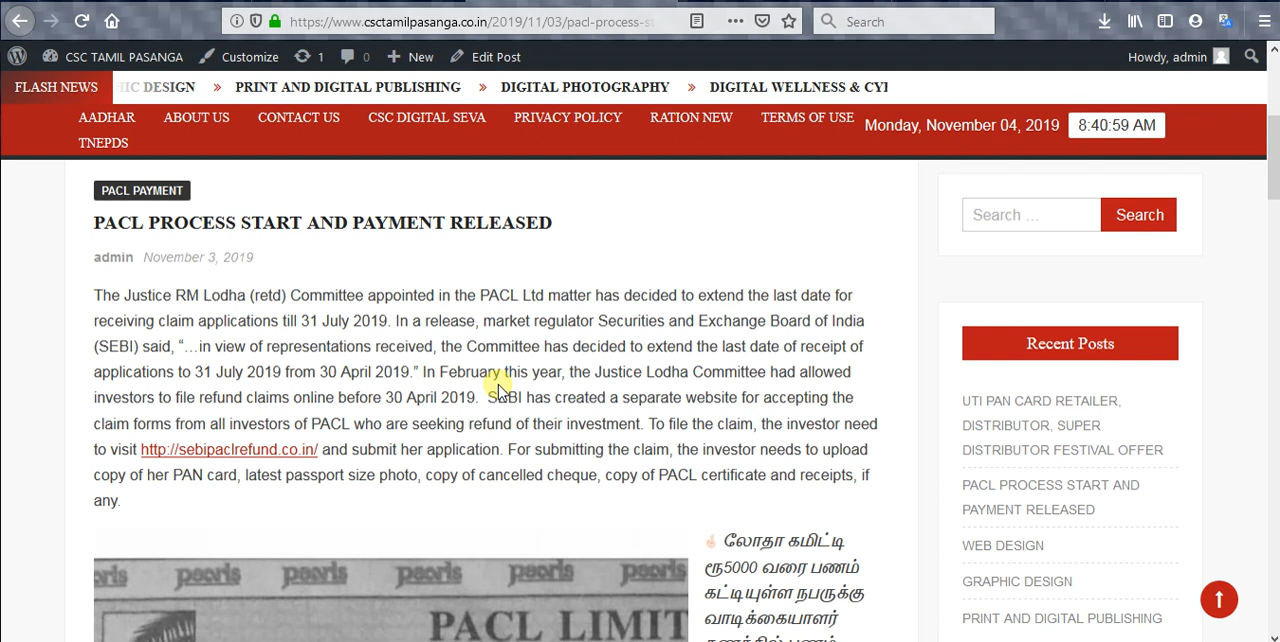 https://www.csctamilpasanga.co.in/2019/11/03/pacl-process-st
Search
CSC TAMIL PASANGA
Customize
1
0
New
Edit Post
Howdy, admin
FLASH NEWS
HIC DESIGN » PRINT AND DIGITAL PUBLISHING » DIGITAL PHOTOGRAPHY » DIGITAL WELLNESS & CYI
AADHAR ABOUT US CONTACT US CSC DIGITAL SEVA PRIVACY POLICY RATION NEW TERMS OF USE
TNEPDS
Monday, November 04, 2019 8:40:59 AM
PACL PAYMENT
PACL PROCESS START AND PAYMENT RELEASED
admin November 3, 2019
The Justice RM Lodha (retd) Committee appointed in the PACL Ltd matter has decided to extend the last date for
receiving claim applications till 31 July 2019. In a release, market regulator Securities and Exchange Board of India
(SEBI) said, “…in view of representations received, the Committee has decided to extend the last date of receipt of
applications to 31 July 2019 from 30 April 2019.” In February this year, the Justice Lodha Committee had allowed
investors to file refund claims online before 30 April 2019. SEBI has created a separate website for accepting the
claim forms from all investors of PACL who are seeking refund of their investment. To file the claim, the investor need
to visit http://sebipaclrefund.co.in/ and submit her application. For submitting the claim, the investor needs to upload
copy of her PAN card, latest passport size photo, copy of cancelled cheque, copy of PACL certificate and receipts, if
any.
pearls pearls pearls pearls pearls
PACL LIMIT
லோதா கமிட்டி
ரூ5000 வரை பணம்
கட்டியுள்ள நபருக்கு
வாடிக்கையாளர்
Search … Search
Recent Posts
UTI PAN CARD RETAILER,
DISTRIBUTOR, SUPER
DISTRIBUTOR FESTIVAL OFFER
PACL PROCESS START AND
PAYMENT RELEASED
WEB DESIGN
GRAPHIC DESIGN
PRINT AND DIGITAL PUBLISHING